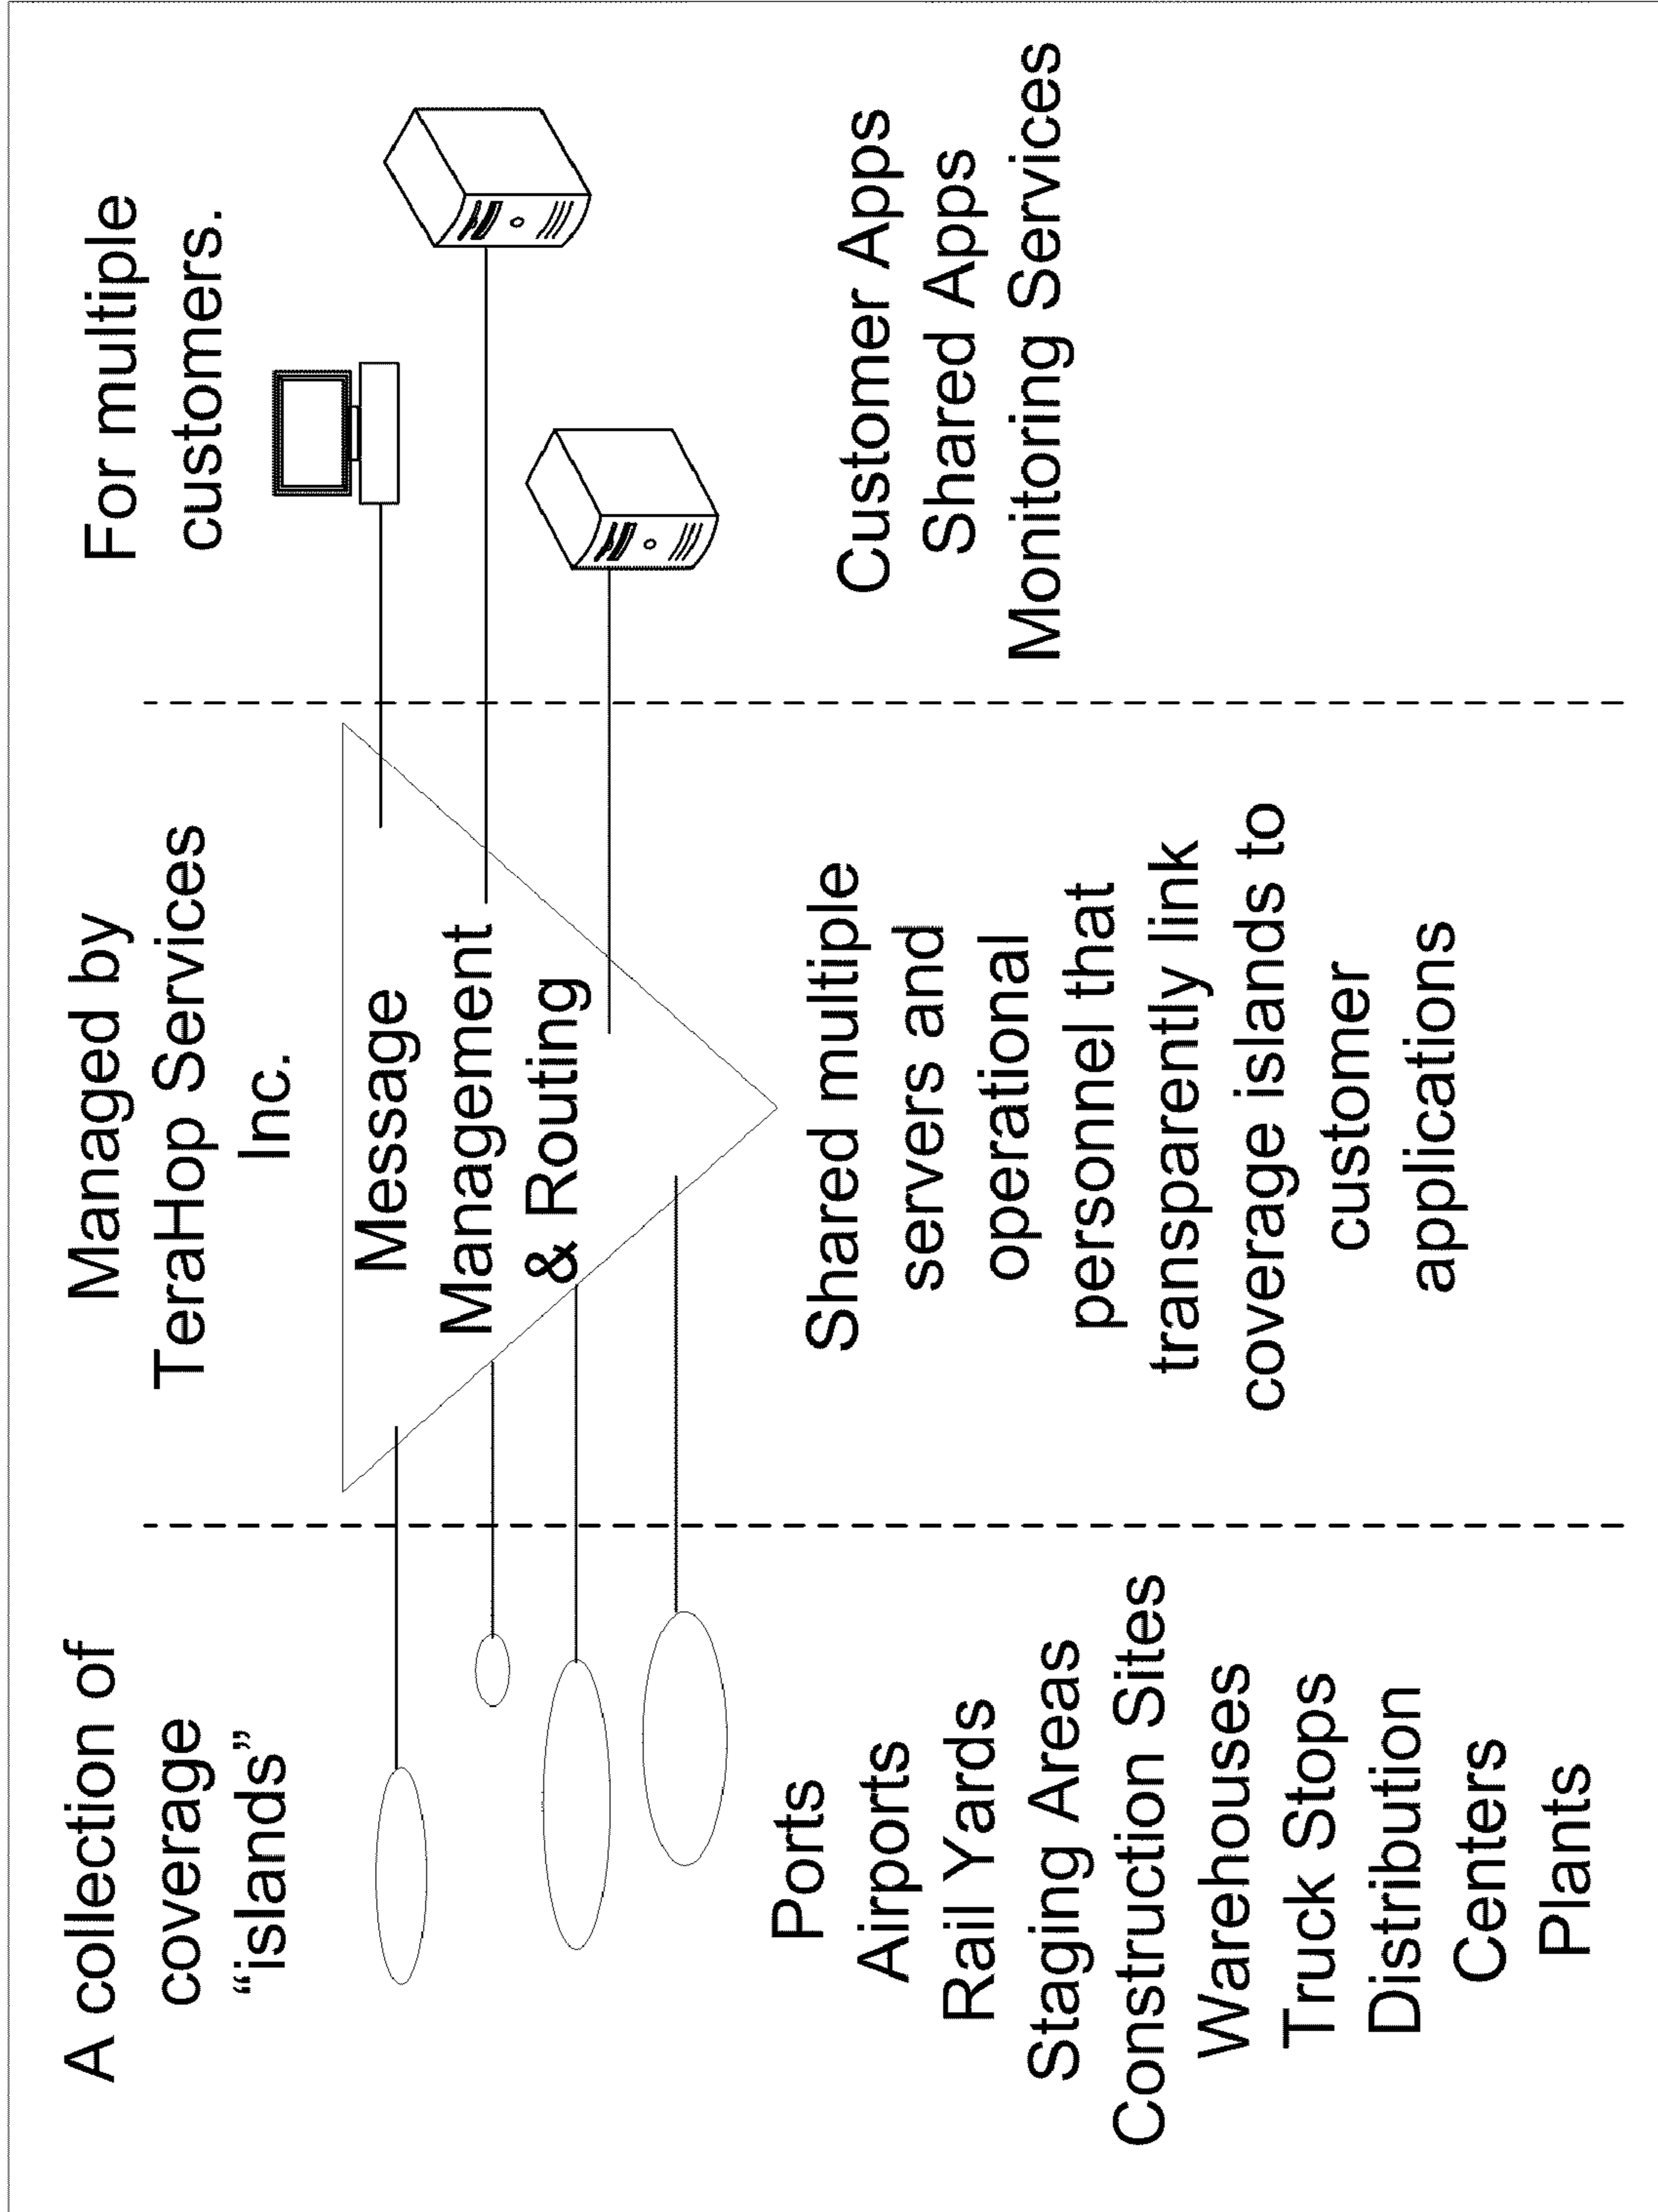 A collection of
coverage
“islands”
Ports
Airports
Rail Yards
Staging Areas
Construction Sites
Warehouses
Truck Stops
Distribution
Centers
Plants
Managed by
TeraHop Services
Inc.
Message
Management
& Routing
Shared multiple
servers and
operational
personnel that
transparently link
coverage islands to
customer
applications
For multiple
customers.
Customer Apps
Shared Apps
Monitoring Services